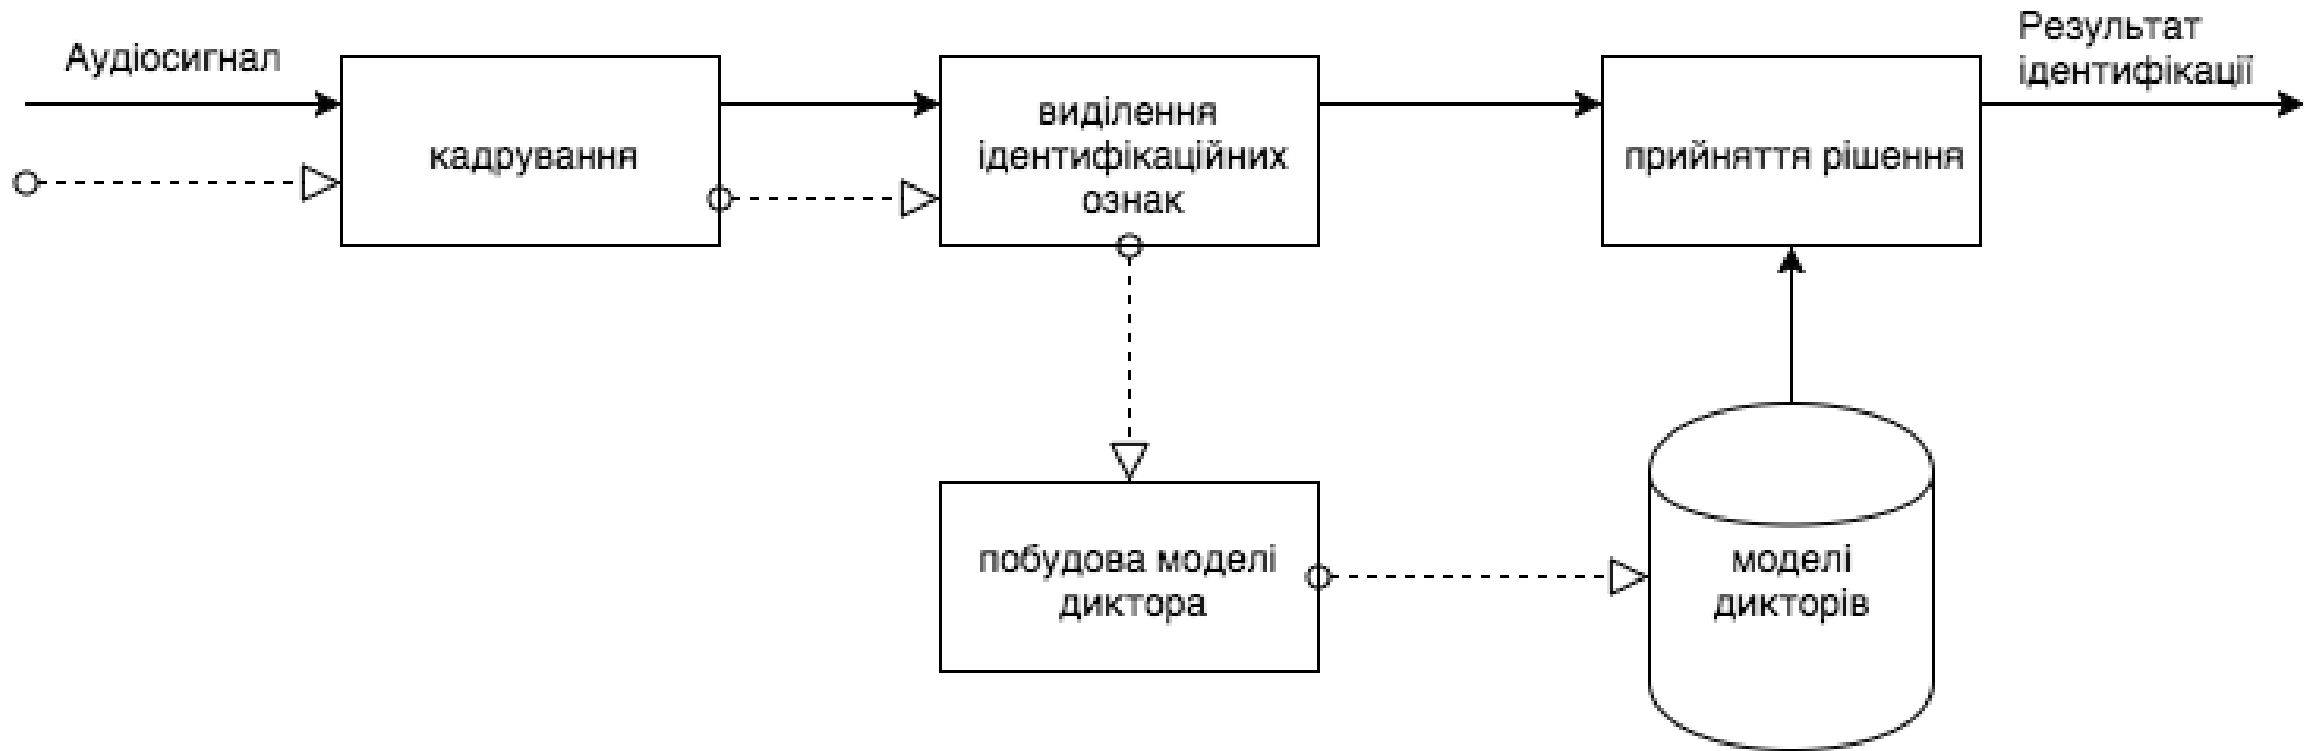 Аудіосигнал
кадрування
виділення
ідентифікаційних
ознак
прийняття рішення
Результат
ідентифікації
побудова моделі
диктора
моделі
дикторів